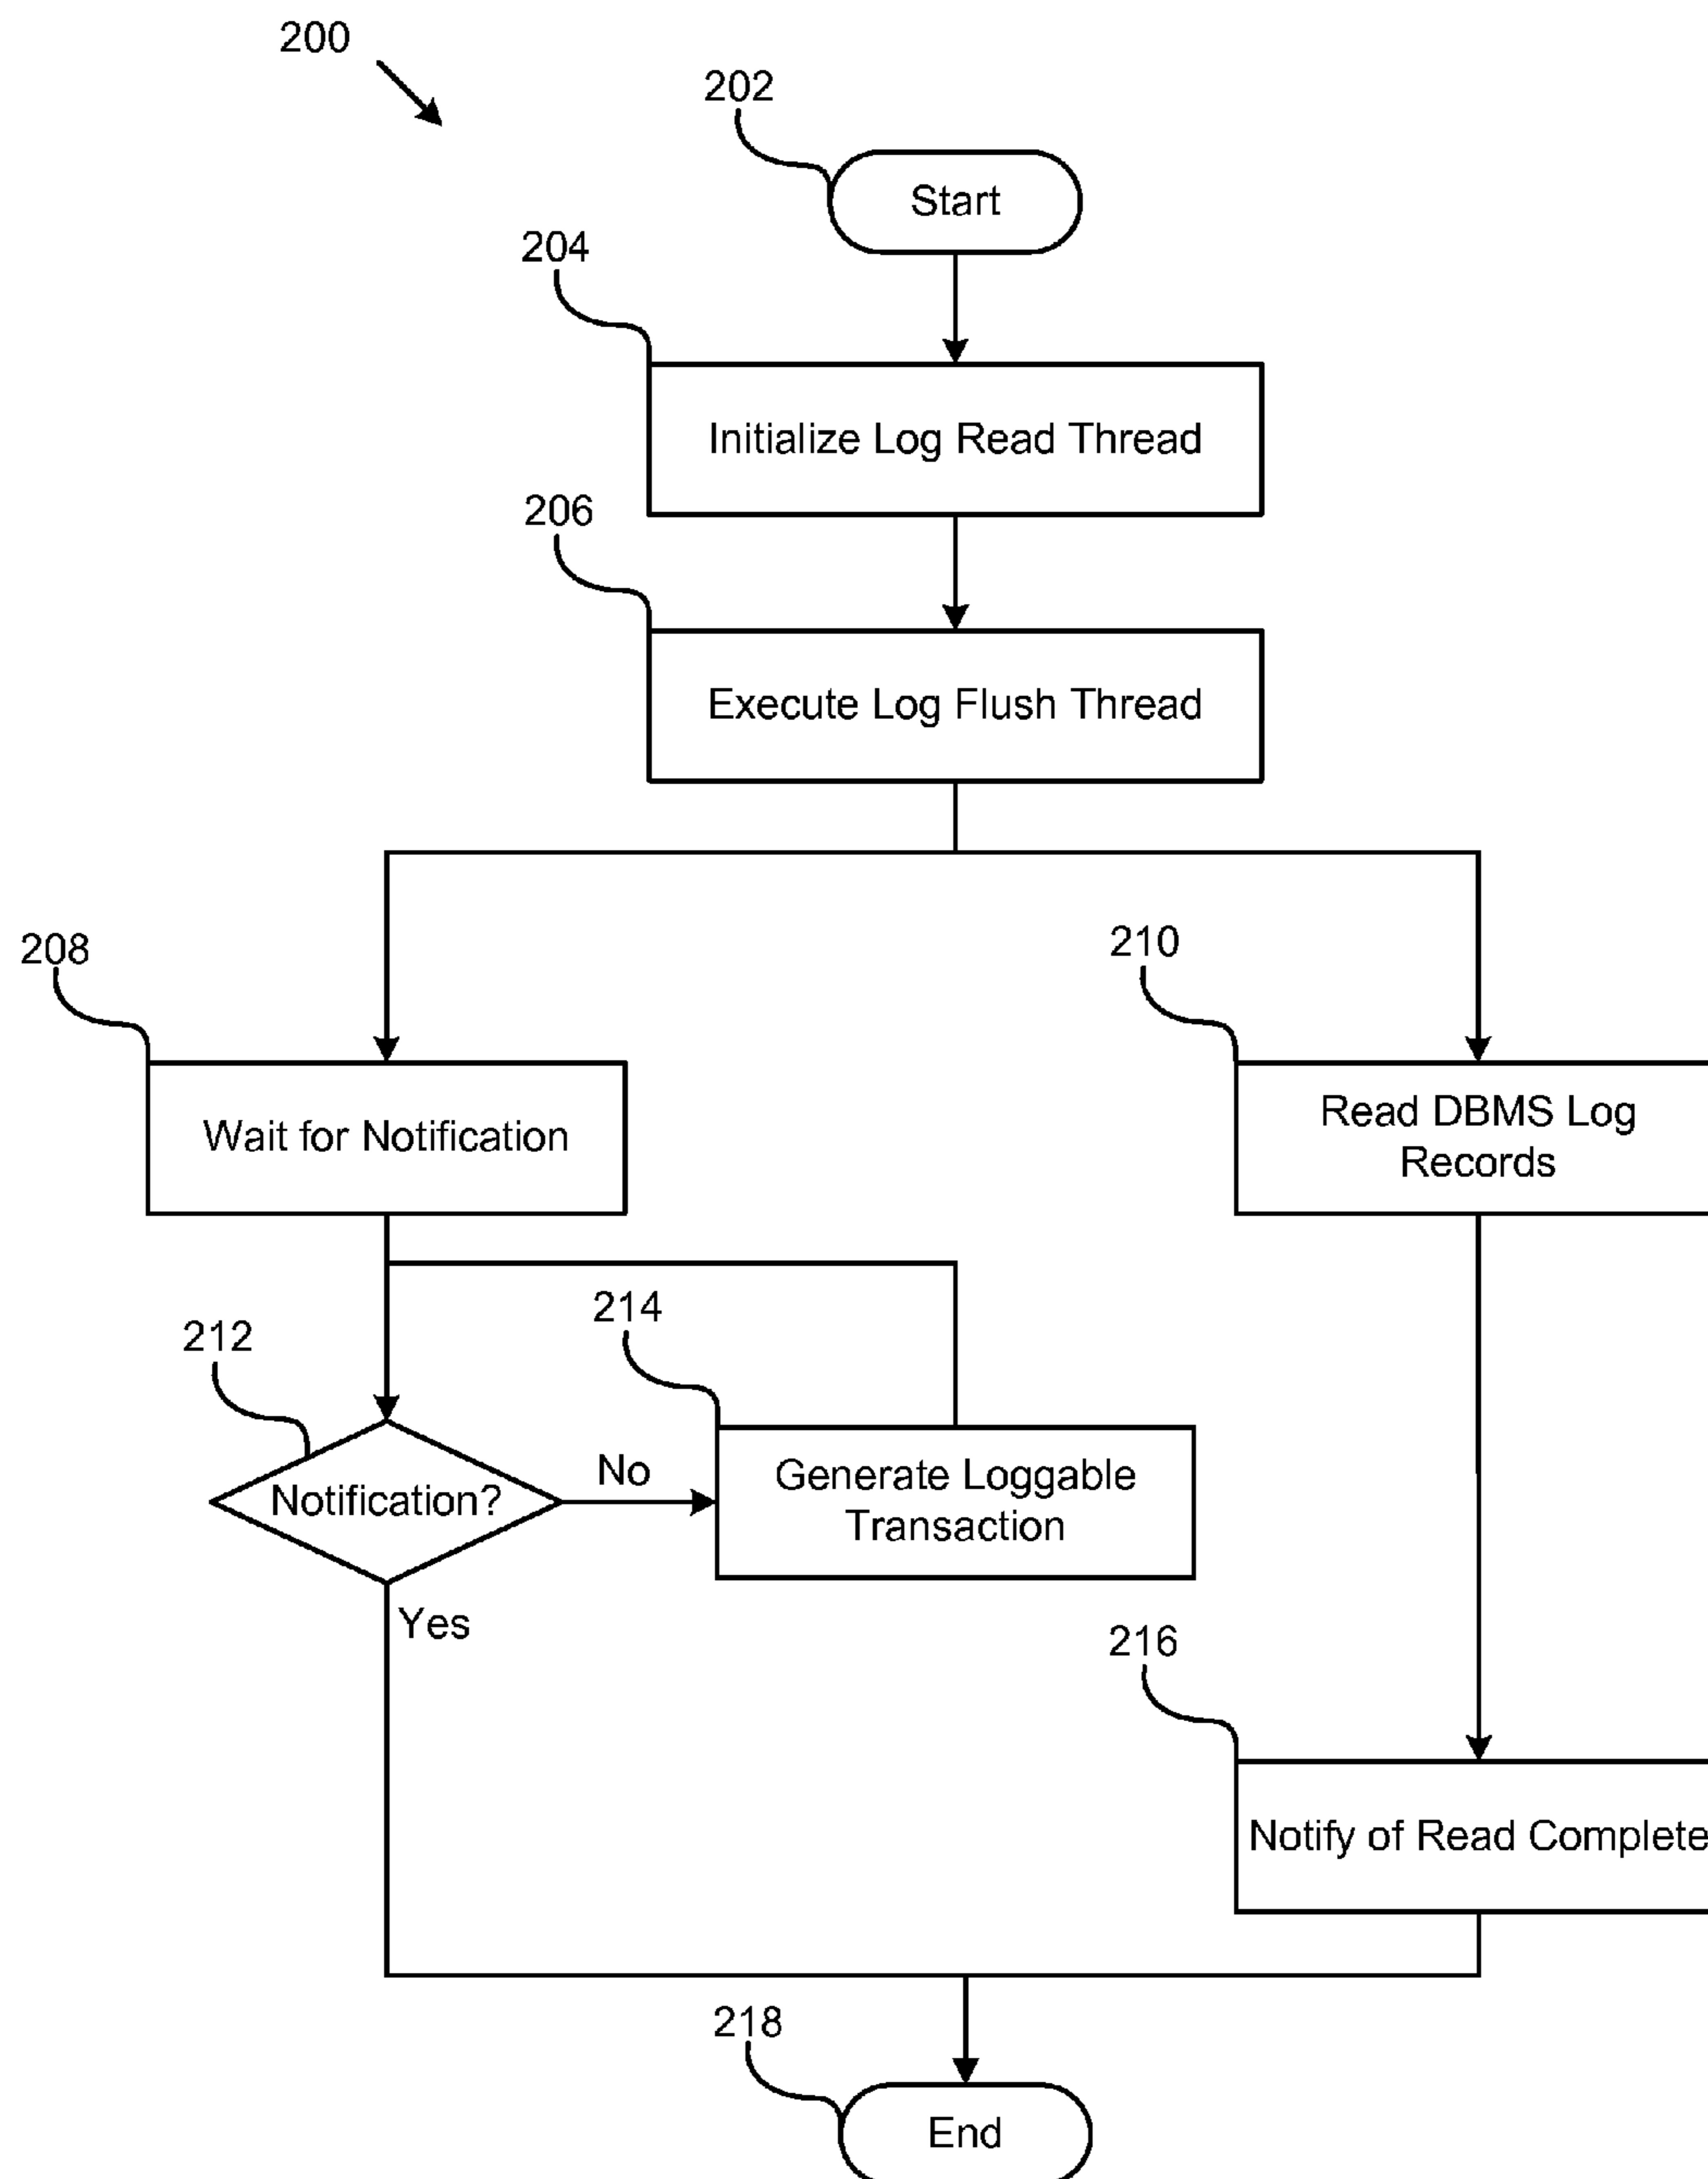 200
202
Start
204
Initialize Log Read Thread
206
Execute Log Flush Thread
208
210
Wait for Notification
Read DBMS Log
Records
212
214
Notification?
No
Generate Loggable
Transaction
Yes
216
Notify of Read Complete
218
End